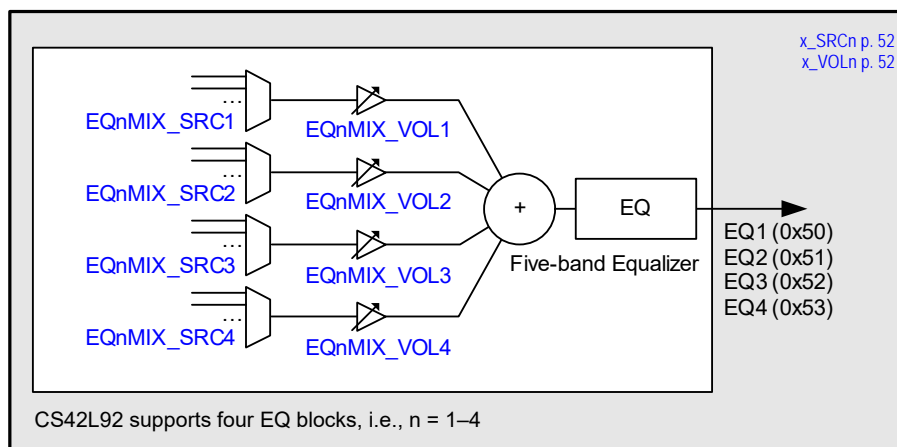 x_SRCn p. 52
x_VOLn p. 52
...
EQnMIX_SRC1
EQnMIX_VOL1
...
EQnMIX_SRC2
EQnMIX_VOL2
+
EQ
...
EQnMIX_SRC3
EQnMIX_VOL3
Five-band Equalizer
...
EQnMIX_SRC4
EQnMIX_VOL4
EQ1 (0x50)
EQ2 (0x51)
EQ3 (0x52)
EQ4 (0x53)
CS42L92 supports four EQ blocks, i.e., n = 1–4